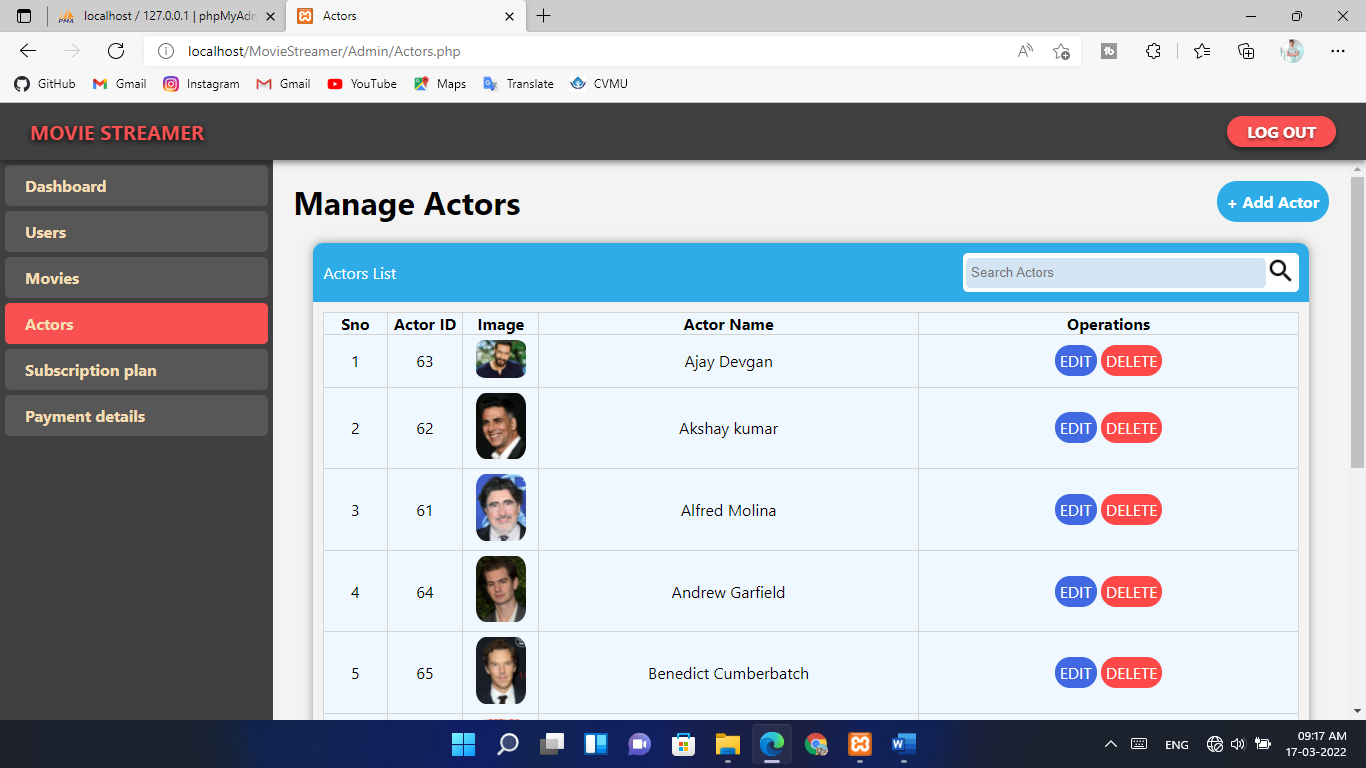 localhost / 127.0.0.1 | phpMyAdm
Actors
localhost/MovieStreamer/Admin/Actors.php
GitHub Gmail Instagram Gmail YouTube Maps Translate CVMU
MOVIE STREAMER
LOG OUT
Dashboard
Users
Movies
Actors
Subscription plan
Payment details
Manage Actors
+ Add Actor
Actors List
Search Actors
Sno Actor ID Image Actor Name Operations
1 63 Ajay Devgan EDIT DELETE
2 62 Akshay kumar EDIT DELETE
3 61 Alfred Molina EDIT DELETE
4 64 Andrew Garfield EDIT DELETE
5 65 Benedict Cumberbatch EDIT DELETE
ENG
09:17 AM
17-03-2022